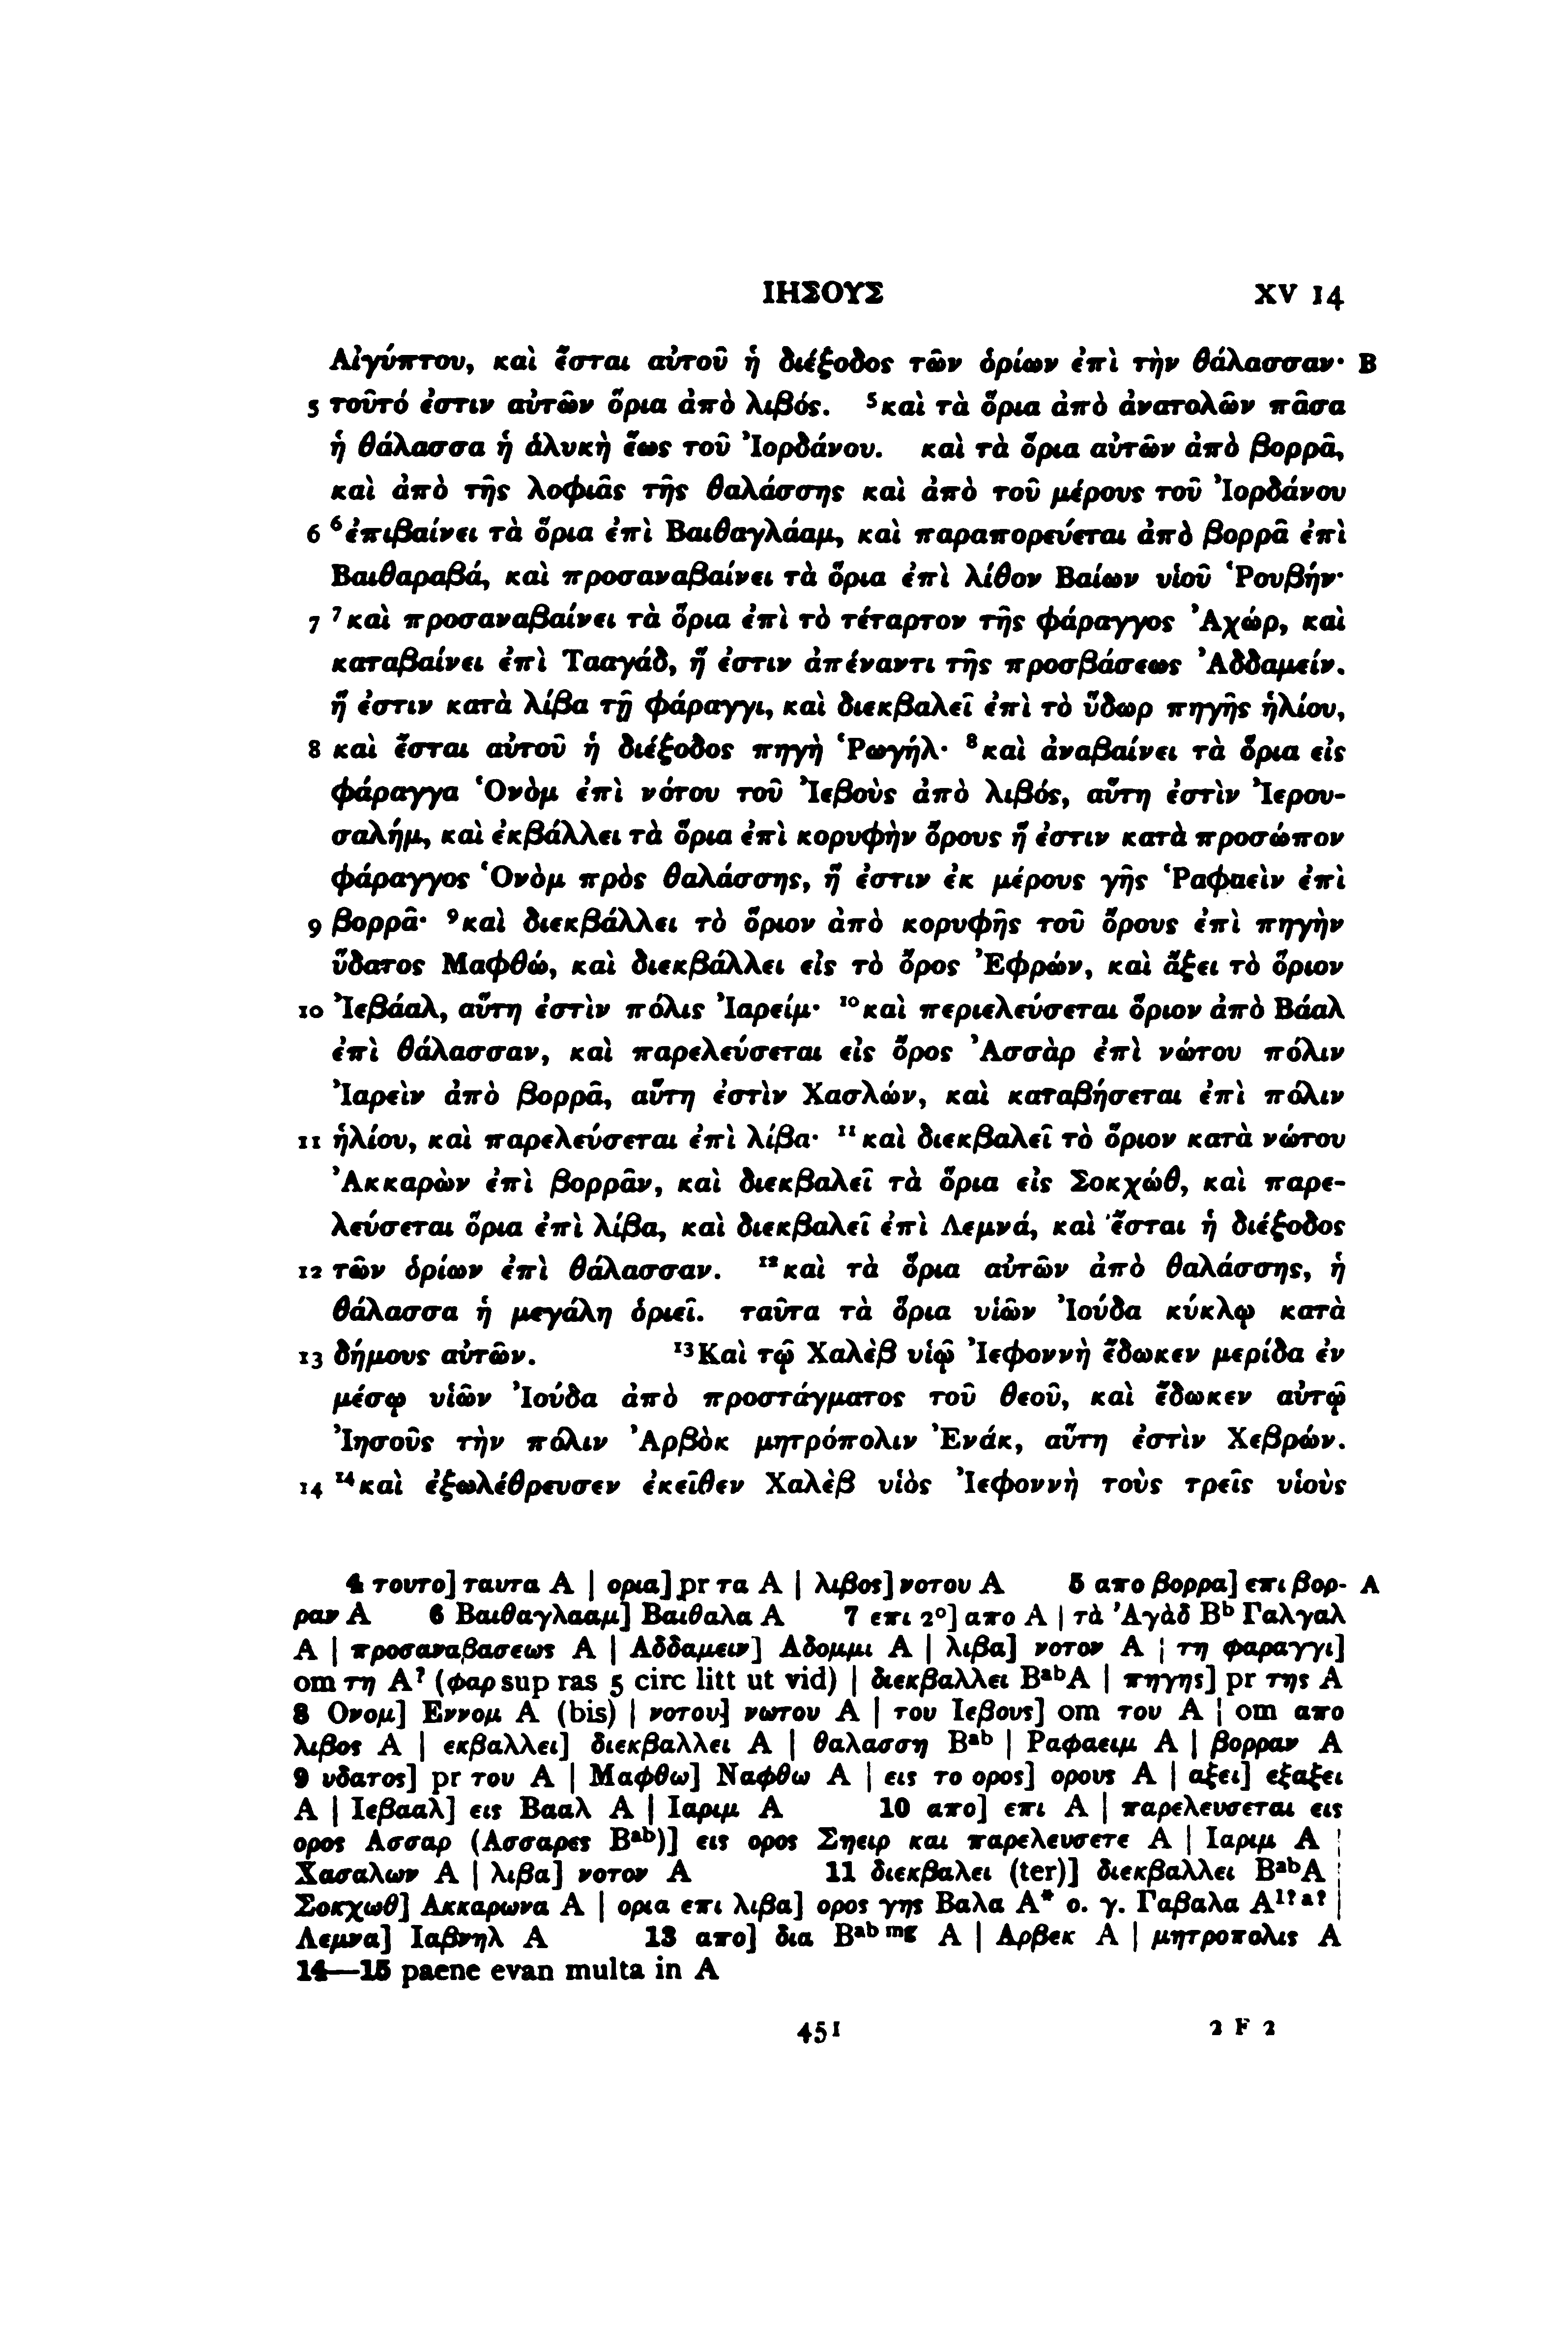 ΙΗΣΟΥΣ XV 14
Αἰγύπτου, καὶ ἔσται αὐτοῦ ἡ διέξοδος τῶν ὁρίων ἐπὶ τὴν θάλασσαν· B
5 τοῦτό ἐστιν αὐτῶν ὅρια ἀπὸ λιβός. ⁵καὶ τὰ ὅρια ἀπὸ ἀνατολῶν πᾶσα
ἡ θάλασσα ἡ ἁλυκὴ ἕως τοῦ Ἰορδάνου. καὶ τὰ ὅρια αὐτῶν ἀπὸ βορρᾶ,
καὶ ἀπὸ τῆς λοφιᾶς τῆς θαλάσσης καὶ ἀπὸ τοῦ μέρους τοῦ Ἰορδάνου
6 ⁶ἐπιβαίνει τὰ ὅρια ἐπὶ Βαιθαγλάαμ, καὶ παραπορεύεται ἀπὸ βορρᾶ ἐπὶ
Βαιθαραβά, καὶ προσαναβαίνει τὰ ὅρια ἐπὶ λίθον Βαίων υἱοῦ Ῥουβήν·
7 ⁷καὶ προσαναβαίνει τὰ ὅρια ἐπὶ τὸ τέταρτον τῆς φάραγγος Ἀχώρ, καὶ
καταβαίνει ἐπὶ Τααγάδ, ἥ ἐστιν ἀπέναντι τῆς προσβάσεως Ἀδδαμείν.
ἥ ἐστιν κατὰ λίβα τῇ φάραγγι, καὶ διεκβαλεῖ ἐπὶ τὸ ὕδωρ πηγῆς ἡλίου,
8 καὶ ἔσται αὐτοῦ ἡ διέξοδος πηγὴ Ῥωγήλ· ⁸καὶ ἀναβαίνει τὰ ὅρια εἰς
φάραγγα Ὁνὸμ ἐπὶ νότου τοῦ Ἰεβοὺς ἀπὸ λιβός, αὕτη ἐστὶν Ἰερου-
σαλήμ, καὶ ἐκβάλλει τὰ ὅρια ἐπὶ κορυφὴν ὄρους ἥ ἐστιν κατὰ προσώπον
φάραγγος Ὁνὸμ πρὸς θαλάσσης, ἥ ἐστιν ἐκ μέρους γῆς Ῥαφαεὶν ἐπὶ
9 βορρᾶ· ⁹καὶ διεκβάλλει τὸ ὅριον ἀπὸ κορυφῆς τοῦ ὄρους ἐπὶ πηγὴν
ὕδατος Μαφθώ, καὶ διεκβάλλει εἰς τὸ ὄρος Ἐφρών, καὶ ἄξει τὸ ὅριον
10 Ἰεβάαλ, αὕτη ἐστὶν πόλις Ἰαρείμ· ¹⁰καὶ περιελεύσεται ὅριον ἀπὸ Βάαλ
ἐπὶ θάλασσαν, καὶ παρελεύσεται εἰς ὄρος Ἀσσὰρ ἐπὶ νώτου πόλιν
Ἰαρεὶν ἀπὸ βορρᾶ, αὕτη ἐστὶν Χασλών, καὶ καταβήσεται ἐπὶ πόλιν
11 ἡλίου, καὶ παρελεύσεται ἐπὶ λίβα· ¹¹καὶ διεκβαλεῖ τὸ ὅριον κατὰ νώτου
Ἀκκαρὼν ἐπὶ βορρᾶν, καὶ διεκβαλεῖ τὰ ὅρια εἰς Σοκχώθ, καὶ παρε-
λεύσεται ὅρια ἐπὶ λίβα, καὶ διεκβαλεῖ ἐπὶ Λεμνά, καὶ ἔσται ἡ διέξοδος
12 τῶν ὁρίων ἐπὶ θάλασσαν. ¹²καὶ τὰ ὅρια αὐτῶν ἀπὸ θαλάσσης, ἡ
θάλασσα ἡ μεγάλη ὁριεῖ. ταῦτα τὰ ὅρια υἱῶν Ἰούδα κύκλῳ κατὰ
13 δήμους αὐτῶν. ¹³Καὶ τῷ Χαλὲβ υἱῷ Ἰεφοννὴ ἔδωκεν μερίδα ἐν
μέσῳ υἱῶν Ἰούδα ἀπὸ προστάγματος τοῦ θεοῦ, καὶ ἔδωκεν αὐτῷ
Ἰησοῦς τὴν πόλιν Ἀρβὸκ μητρόπολιν Ἐνάκ, αὕτη ἐστὶν Χεβρών.
14 ¹⁴καὶ ἐξωλέθρευσεν ἐκεῖθεν Χαλὲβ υἱὸς Ἰεφοννὴ τοὺς τρεῖς υἱοὺς
4 τουτο] ταυτα A | ορια] pr τα A | λιβος] νοτου A 5 απο βορρα] επι βορ- A
ραν A 6 Βαιθαγλααμ] Βαιθαλα A 7 επι 2°] απο A | τὰ Ἀγὰδ Bᵇ Γαλγαλ
A | προσαναβασεως A | Αδδαμειν] Αδομμι A | λιβα] νοτον A | τη φαραγγι]
om τη A? (φαρ sup ras 5 circ litt ut vid) | διεκβαλλει BᵃᵇA | πηγης] pr της A
8 Ονομ] Εννομ A (bis) | νοτου] νωτου A | του Ιεβους] om του A | om απο
λιβος A | εκβαλλει] διεκβαλλει A | θαλασση Bᵃᵇ | Ραφαειμ A | βορραν A
9 υδατος] pr του A | Μαφθω] Ναφθω A | εις το ορος] ορους A | αξει] εξαξει
A | Ιεβααλ] εις Βααλ A | Ιαριμ A 10 απο] επι A | παρελευσεται εις
ορος Ασσαρ (Ασσαρες Bᵃᵇ)] εις ορος Σηειρ και παρελευσετε A | Ιαριμ A |
Χασαλων A | λιβα] νοτον A 11 διεκβαλει (ter)] διεκβαλλει BᵃᵇA |
Σοκχωθ] Ακκαρωνα A | ορια επι λιβα] ορος γης Βαλα A* ο. γ. Γαβαλα A¹ˀᵃˀ |
Λεμνα] Ιαβνηλ A 13 απο] δια Bᵃᵇ ᵐᵍ A | Αρβεκ A | μητροπολις A
14—15 paene evan multa in A
451 2 F 2